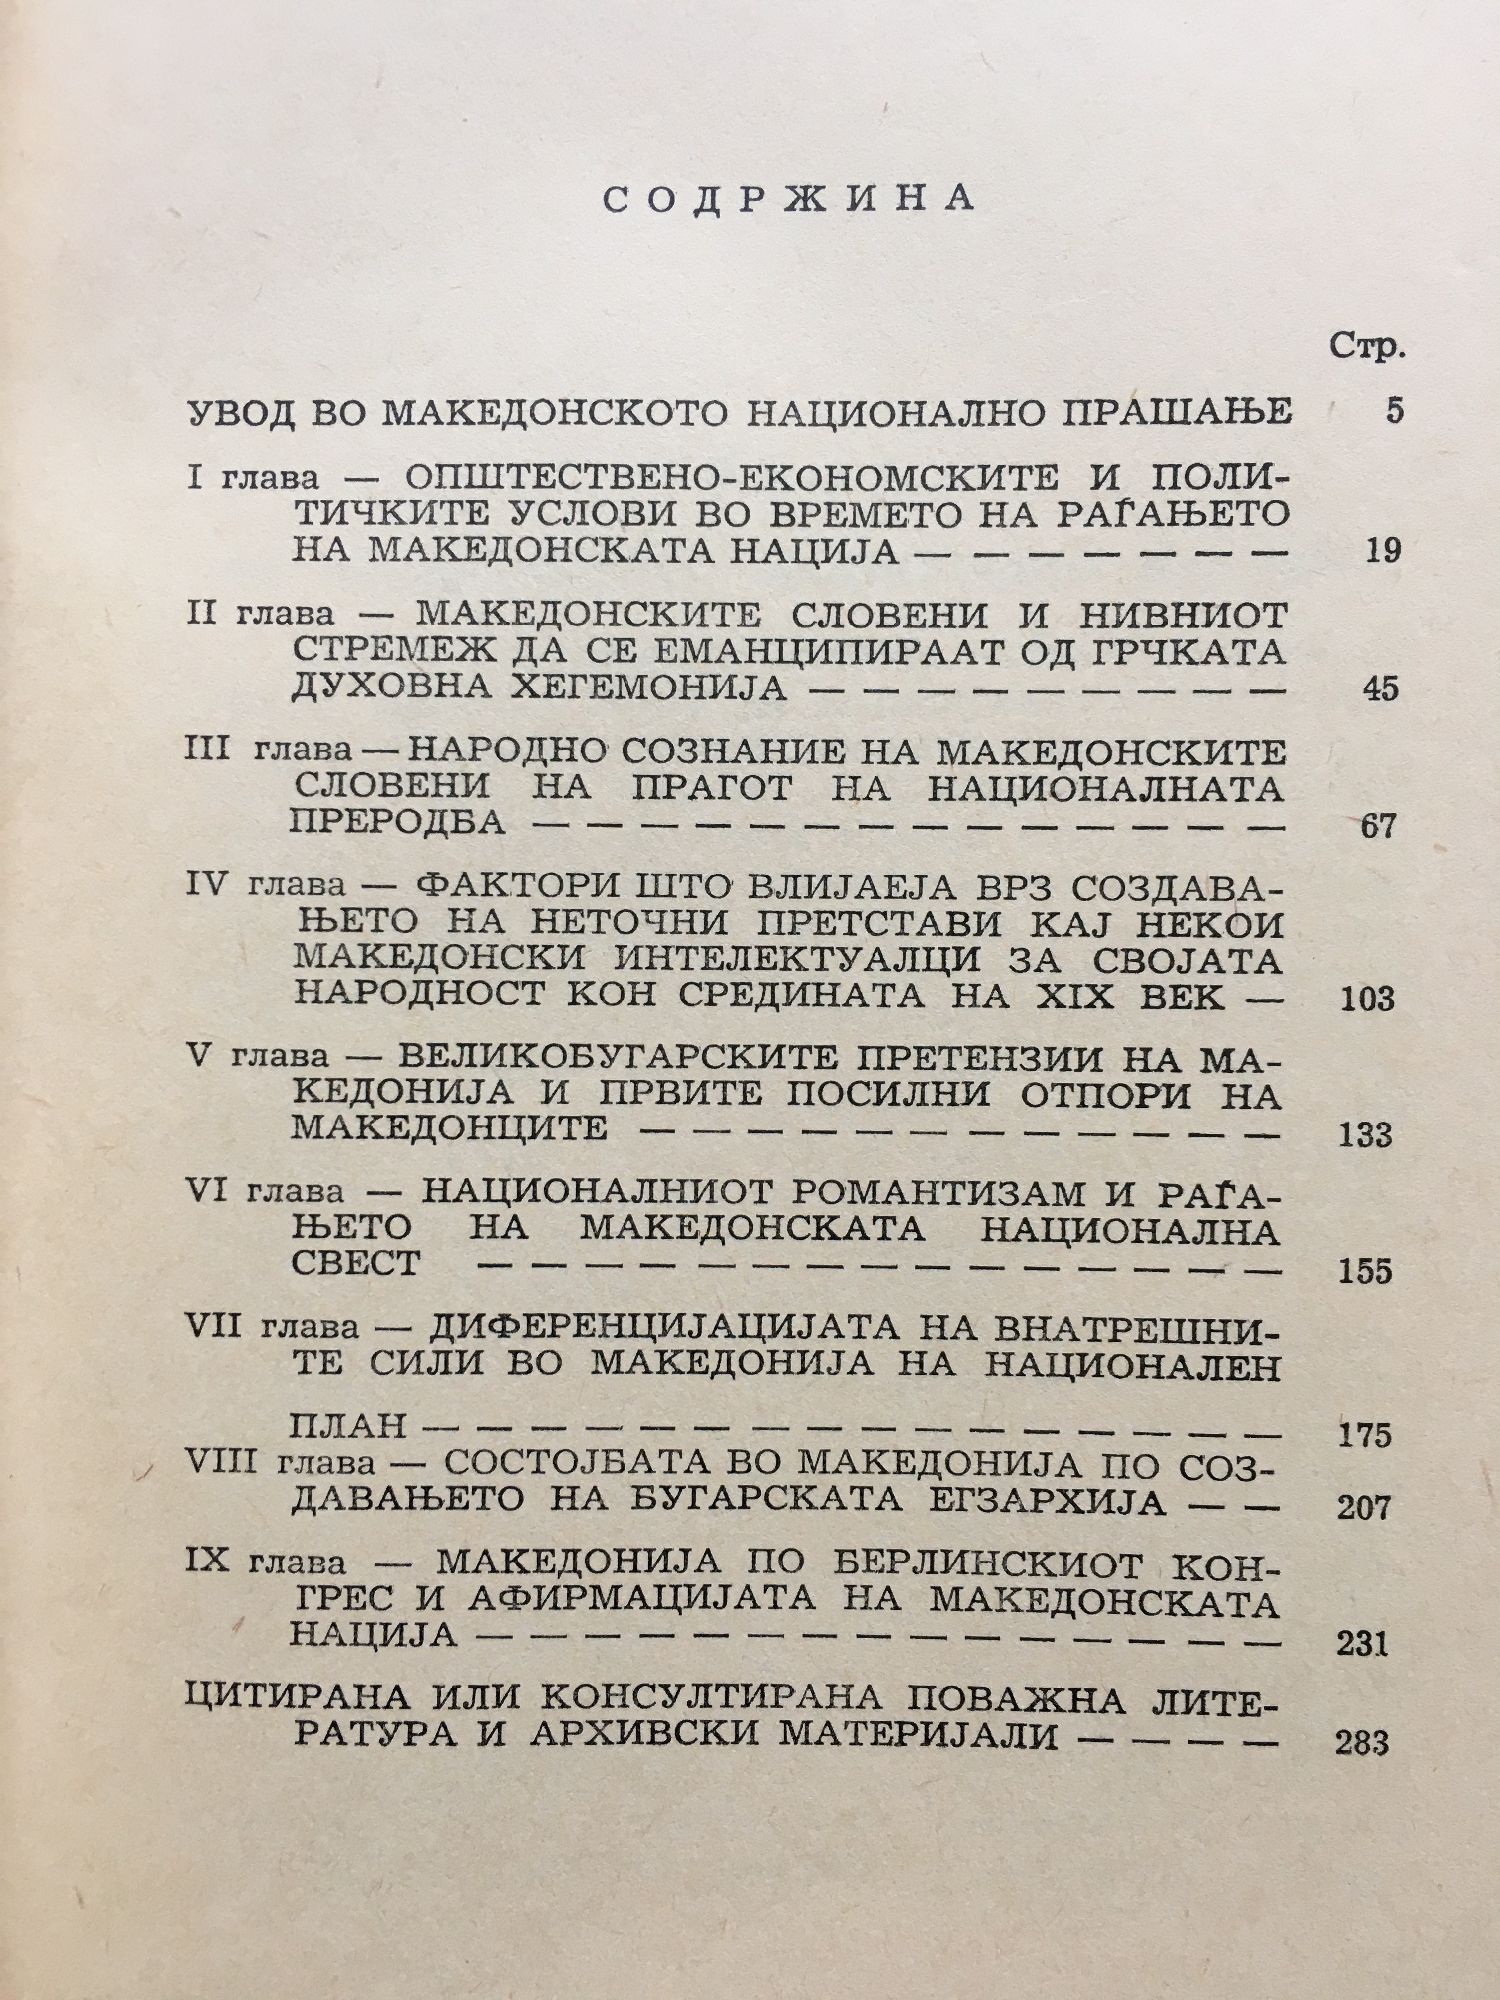 СОДРЖИНА
Стр.
УВОД ВО МАКЕДОНСКОТО НАЦИОНАЛНО ПРАШАЊЕ 5
I глава — ОПШТЕСТВЕНО-ЕКОНОМСКИТЕ И ПОЛИ-
ТИЧКИТЕ УСЛОВИ ВО ВРЕМЕТО НА РАЃАЊЕТО
НА МАКЕДОНСКАТА НАЦИЈА — — — — — — — 19
II глава — МАКЕДОНСКИТЕ СЛОВЕНИ И НИВНИОТ
СТРЕМЕЖ ДА СЕ ЕМАНЦИПИРААТ ОД ГРЧКАТА
ДУХОВНА ХЕГЕМОНИЈА — — — — — — — — — 45
III глава — НАРОДНО СОЗНАНИЕ НА МАКЕДОНСКИТЕ
СЛОВЕНИ НА ПРАГОТ НА НАЦИОНАЛНАТА
ПРЕРОДБА — — — — — — — — — — — — — — 67
IV глава — ФАКТОРИ ШТО ВЛИЈАЕЈА ВРЗ СОЗДАВА-
ЊЕТО НА НЕТОЧНИ ПРЕТСТАВИ КАЈ НЕКОИ
МАКЕДОНСКИ ИНТЕЛЕКТУАЛЦИ ЗА СВОЈАТА
НАРОДНОСТ КОН СРЕДИНАТА НА XIX ВЕК — 103
V глава — ВЕЛИКОБУГАРСКИТЕ ПРЕТЕНЗИИ НА МА-
КЕДОНИЈА И ПРВИТЕ ПОСИЛНИ ОТПОРИ НА
МАКЕДОНЦИТЕ — — — — — — — — — — — — 133
VI глава — НАЦИОНАЛНИОТ РОМАНТИЗАМ И РАЃА-
ЊЕТО НА МАКЕДОНСКАТА НАЦИОНАЛНА
СВЕСТ — — — — — — — — — — — — — — — 155
VII глава — ДИФЕРЕНЦИЈАЦИЈАТА НА ВНАТРЕШНИ-
ТЕ СИЛИ ВО МАКЕДОНИЈА НА НАЦИОНАЛЕН
ПЛАН — — — — — — — — — — — — — — — — 175
VIII глава — СОСТОЈБАТА ВО МАКЕДОНИЈА ПО СОЗ-
ДАВАЊЕТО НА БУГАРСКАТА ЕГЗАРХИЈА — — 207
IX глава — МАКЕДОНИЈА ПО БЕРЛИНСКИОТ КОН-
ГРЕС И АФИРМАЦИЈАТА НА МАКЕДОНСКАТА
НАЦИЈА — — — — — — — — — — — — — — — 231
ЦИТИРАНА ИЛИ КОНСУЛТИРАНА ПОВАЖНА ЛИТЕ-
РАТУРА И АРХИВСКИ МАТЕРИЈАЛИ — — — — 283